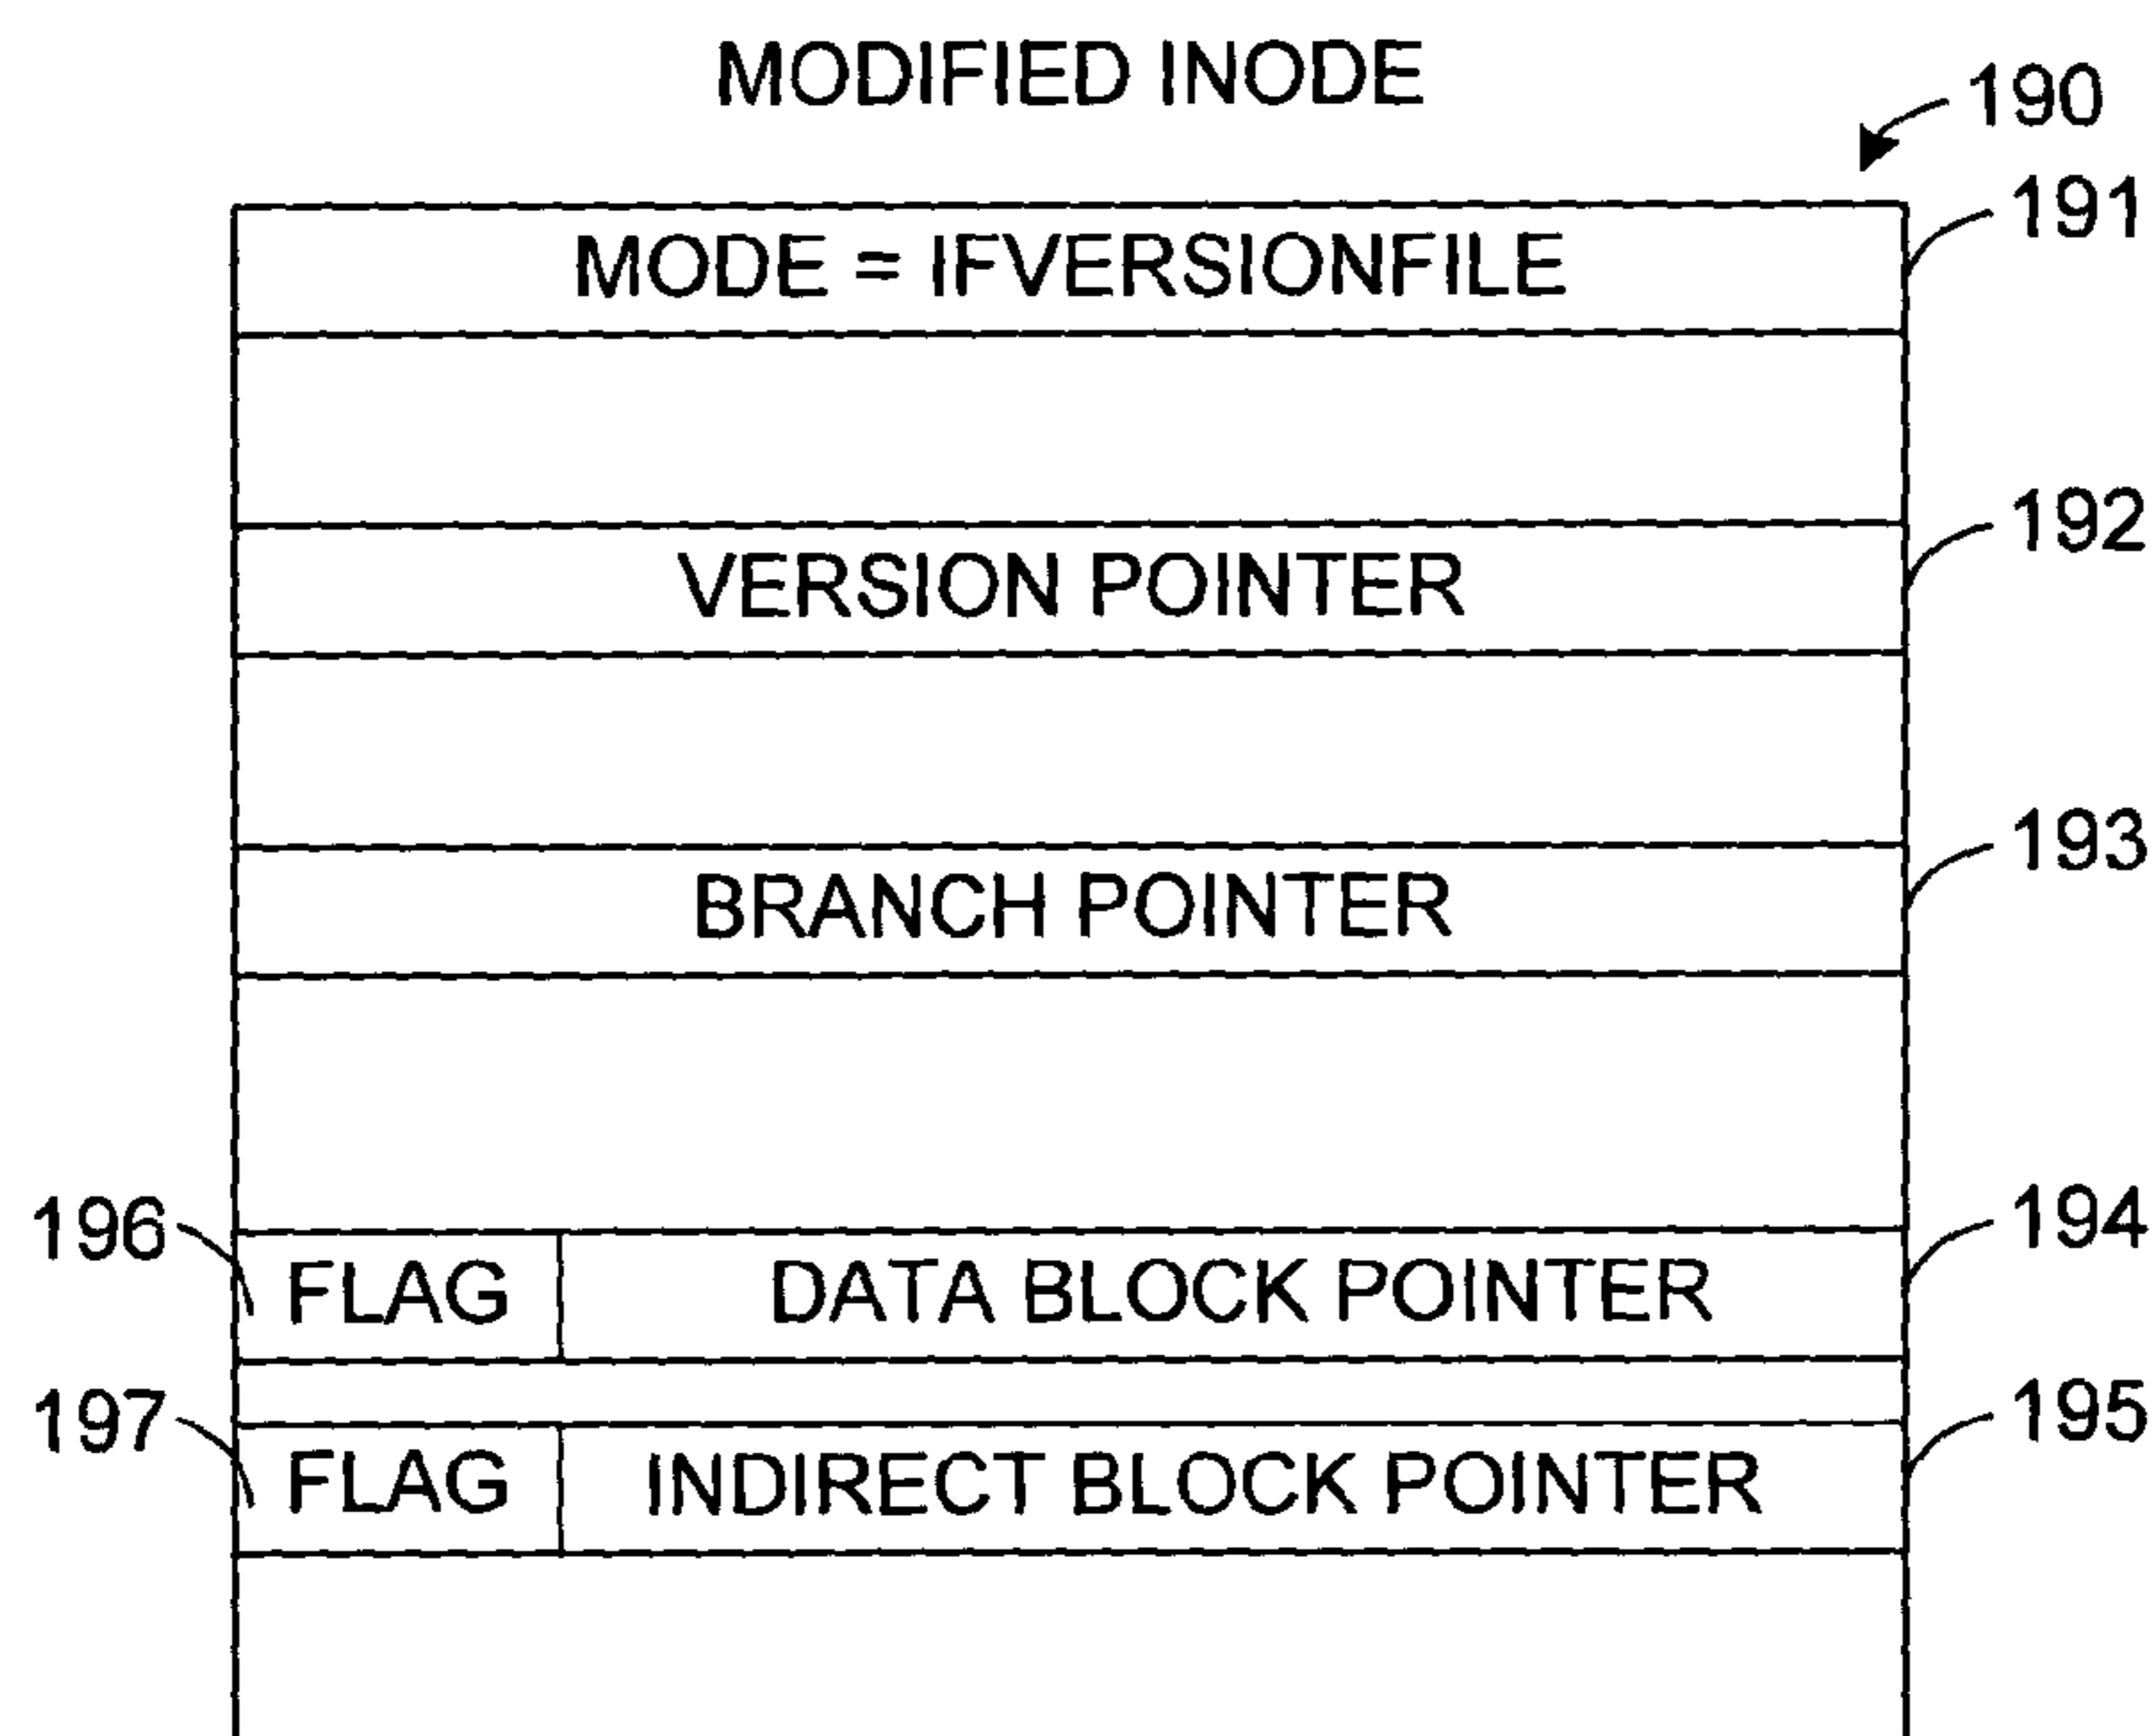 MODIFIED INODE
190
191
MODE = IFVERSIONFILE
192
VERSION POINTER
193
BRANCH POINTER
196
194
FLAG DATA BLOCK POINTER
197
195
FLAG INDIRECT BLOCK POINTER